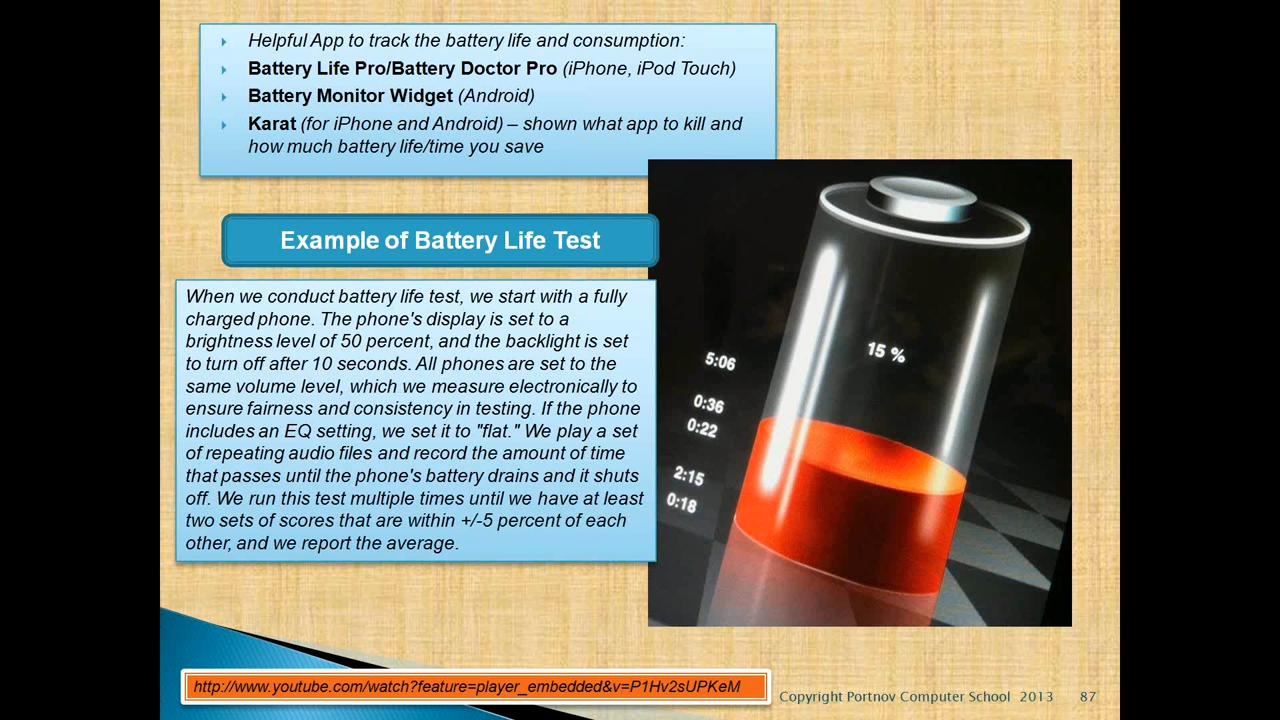 Helpful App to track the battery life and consumption:
Battery Life Pro/Battery Doctor Pro (iPhone, iPod Touch)
Battery Monitor Widget (Android)
Karat (for iPhone and Android) – shown what app to kill and
how much battery life/time you save
Example of Battery Life Test
When we conduct battery life test, we start with a fully
charged phone. The phone's display is set to a
brightness level of 50 percent, and the backlight is set
to turn off after 10 seconds. All phones are set to the
same volume level, which we measure electronically to
ensure fairness and consistency in testing. If the phone
includes an EQ setting, we set it to "flat." We play a set
of repeating audio files and record the amount of time
that passes until the phone's battery drains and it shuts
off. We run this test multiple times until we have at least
two sets of scores that are within +/-5 percent of each
other, and we report the average.
15 %
5:06
0:36
0:22
2:15
0:18
http://www.youtube.com/watch?feature=player_embedded&v=P1Hv2sUPKeM
Copyright Portnov Computer School 2013 87